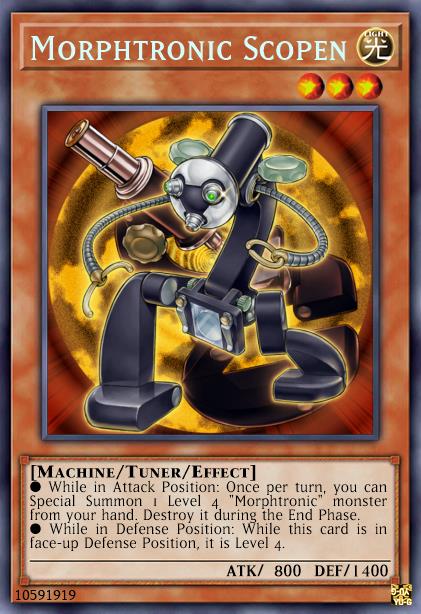 MORPHTRONIC SCOPEN
LIGHT
光
[MACHINE/TUNER/EFFECT]
● While in Attack Position: Once per turn, you can
Special Summon 1 Level 4 "Morphtronic" monster
from your hand. Destroy it during the End Phase.
● While in Defense Position: While this card is in
face-up Defense Position, it is Level 4.
ATK/ 800 DEF/1400
10591919